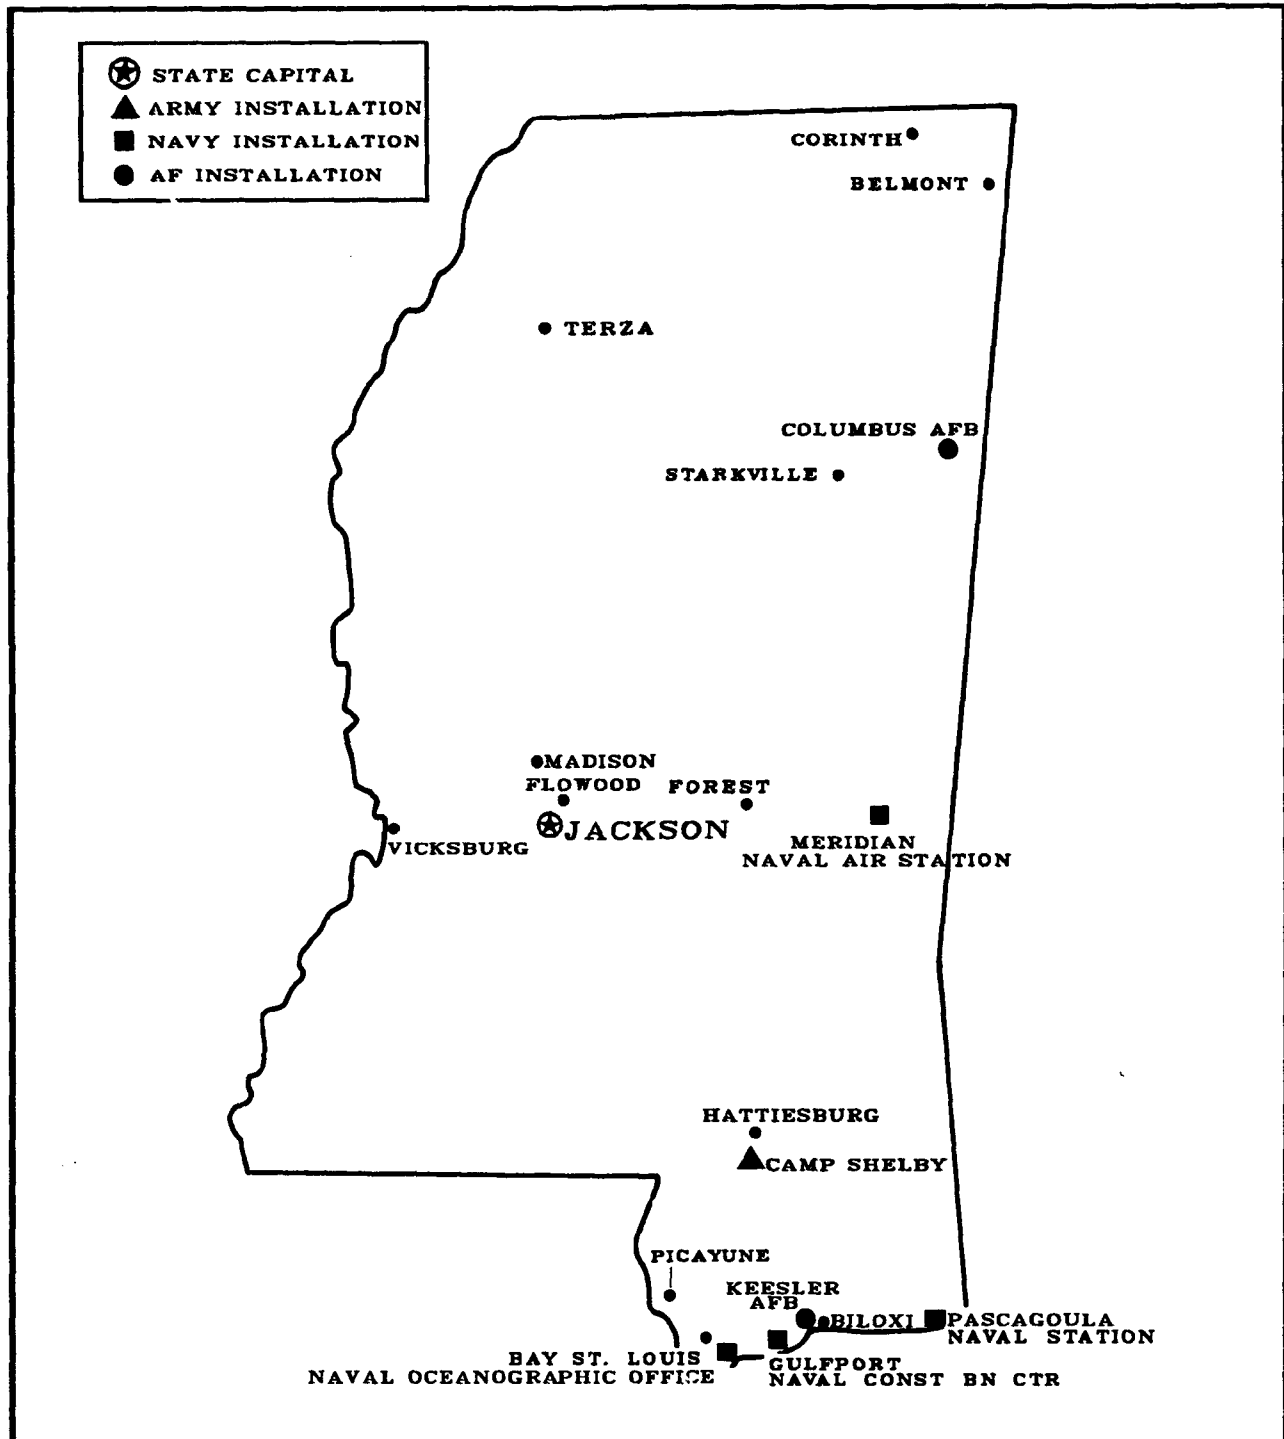 STATE CAPITAL
ARMY INSTALLATION
NAVY INSTALLATION
AF INSTALLATION
CORINTH
BELMONT
TERZA
COLUMBUS AFB
STARKVILLE
MADISON
FLOWOOD
FOREST
JACKSON
VICKSBURG
MERIDIAN
NAVAL AIR STATION
HATTIESBURG
CAMP SHELBY
PICAYUNE
KEESLER
AFB
BILOXI
PASCAGOULA
NAVAL STATION
BAY ST. LOUIS
NAVAL OCEANOGRAPHIC OFFICE
GULFPORT
NAVAL CONST BN CTR